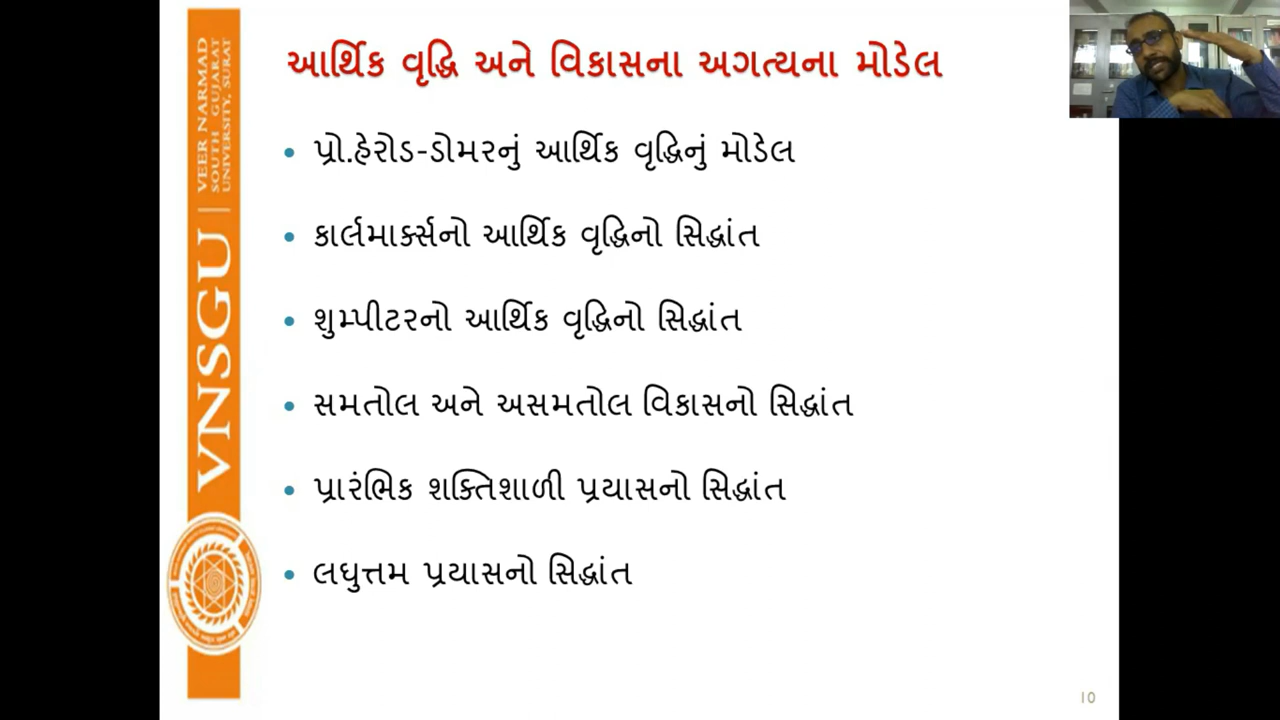 આર્થિક વૃદ્ધિ અને વિકાસના અગત્યના મોડેલ
• પ્રો.હેરોડ-ડોમરનું આર્થિક વૃદ્ધિનું મોડેલ
• કાર્લમાર્ક્સનો આર્થિક વૃદ્ધિનો સિદ્ધાંત
• શુમ્પીટરનો આર્થિક વૃદ્ધિનો સિદ્ધાંત
• સમતોલ અને અસમતોલ વિકાસનો સિદ્ધાંત
• પ્રારંભિક શક્તિશાળી પ્રયાસનો સિદ્ધાંત
• લઘુત્તમ પ્રયાસનો સિદ્ધાંત
VNSGU
VEER NARMAD
SOUTH GUJARAT
UNIVERSITY, SURAT
10